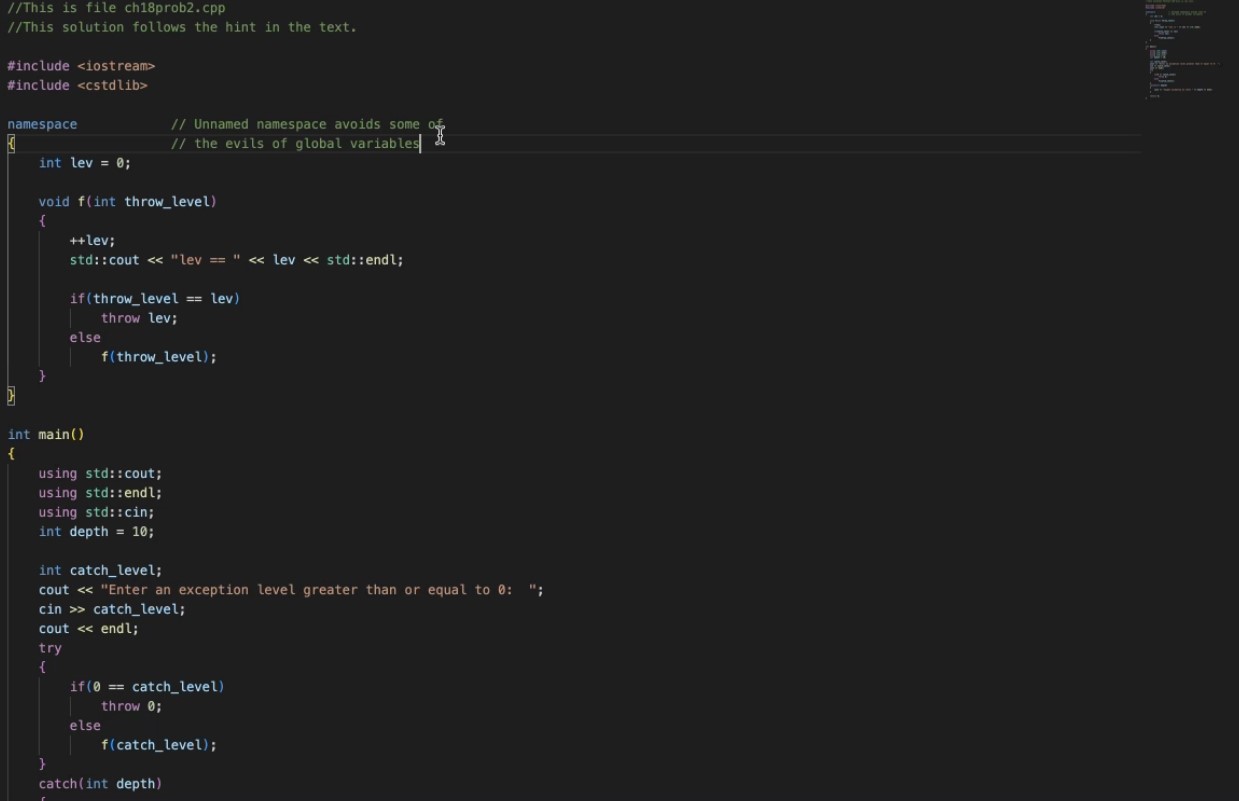 //This is file ch18prob2.cpp
//This solution follows the hint in the text.
#include <iostream>
#include <cstdlib>
namespace            // Unnamed namespace avoids some of
{                    // the evils of global variables
    int lev = 0;
    void f(int throw_level)
    {
        ++lev;
        std::cout << "lev == " << lev << std::endl;
        if(throw_level == lev)
            throw lev;
        else
            f(throw_level);
    }
}
int main()
{
    using std::cout;
    using std::endl;
    using std::cin;
    int depth = 10;
    int catch_level;
    cout << "Enter an exception level greater than or equal to 0:  ";
    cin >> catch_level;
    cout << endl;
    try
    {
        if(0 == catch_level)
            throw 0;
        else
            f(catch_level);
    }
    catch(int depth)
    {